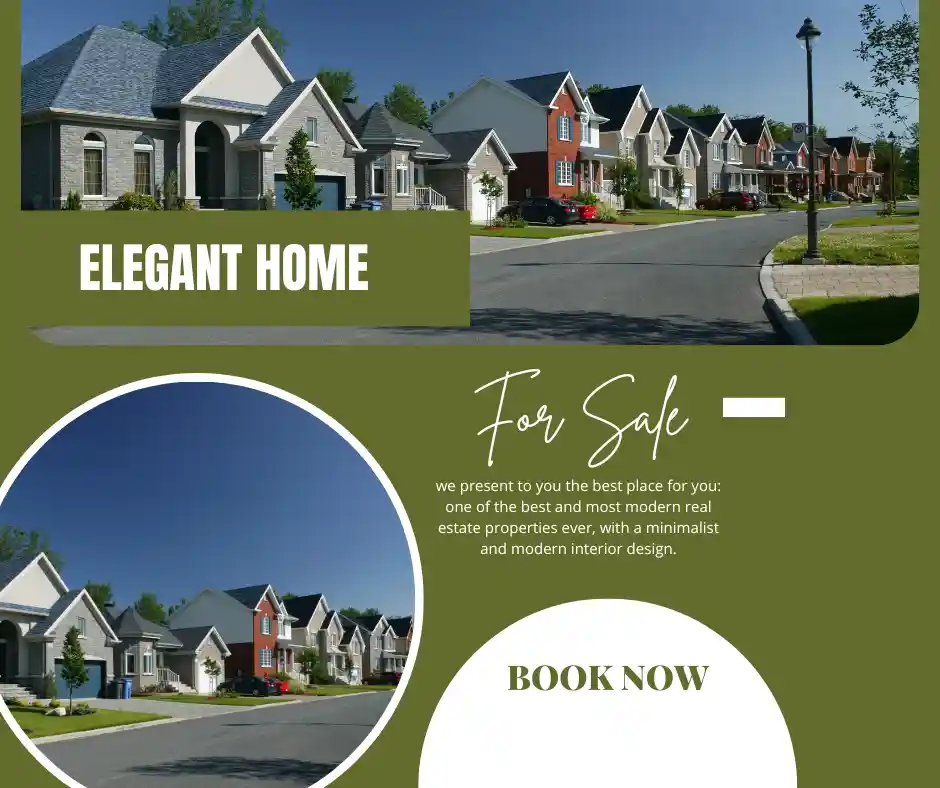 ELEGANT HOME
For Sale
we present to you the best place for you:
one of the best and most modern real
estate properties ever, with a minimalist
and modern interior design.
BOOK NOW